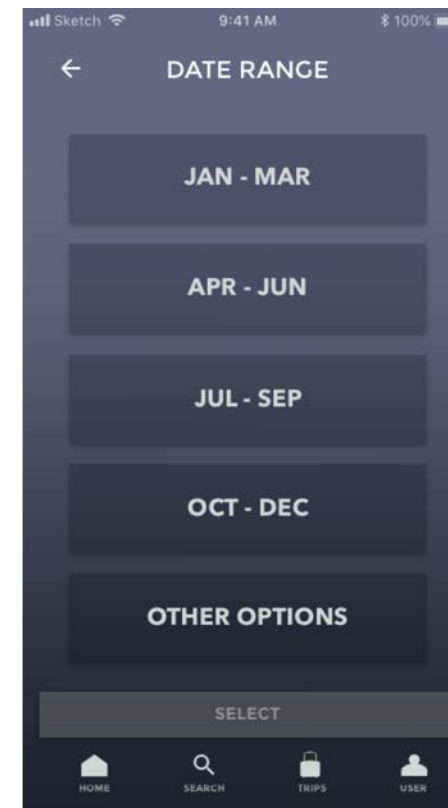 Sketch 9:41 AM 100%
DATE RANGE
JAN - MAR
APR - JUN
JUL - SEP
OCT - DEC
OTHER OPTIONS
SELECT
HOME SEARCH TRIPS USER